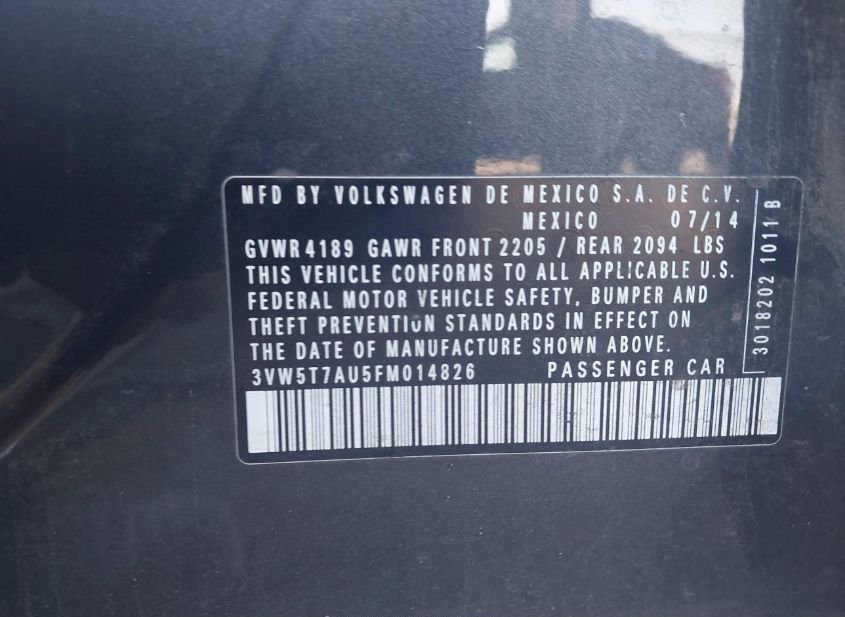 MFD BY VOLKSWAGEN DE MEXICO S.A. DE C.V.
MEXICO 07/14
GVWR 4189 GAWR FRONT 2205 / REAR 2094 LBS
THIS VEHICLE CONFORMS TO ALL APPLICABLE U.S.
FEDERAL MOTOR VEHICLE SAFETY, BUMPER AND
THEFT PREVENTION STANDARDS IN EFFECT ON
THE DATE OF MANUFACTURE SHOWN ABOVE.
3VW5T7AU5FM014826 PASSENGER CAR
3018202 1011 B